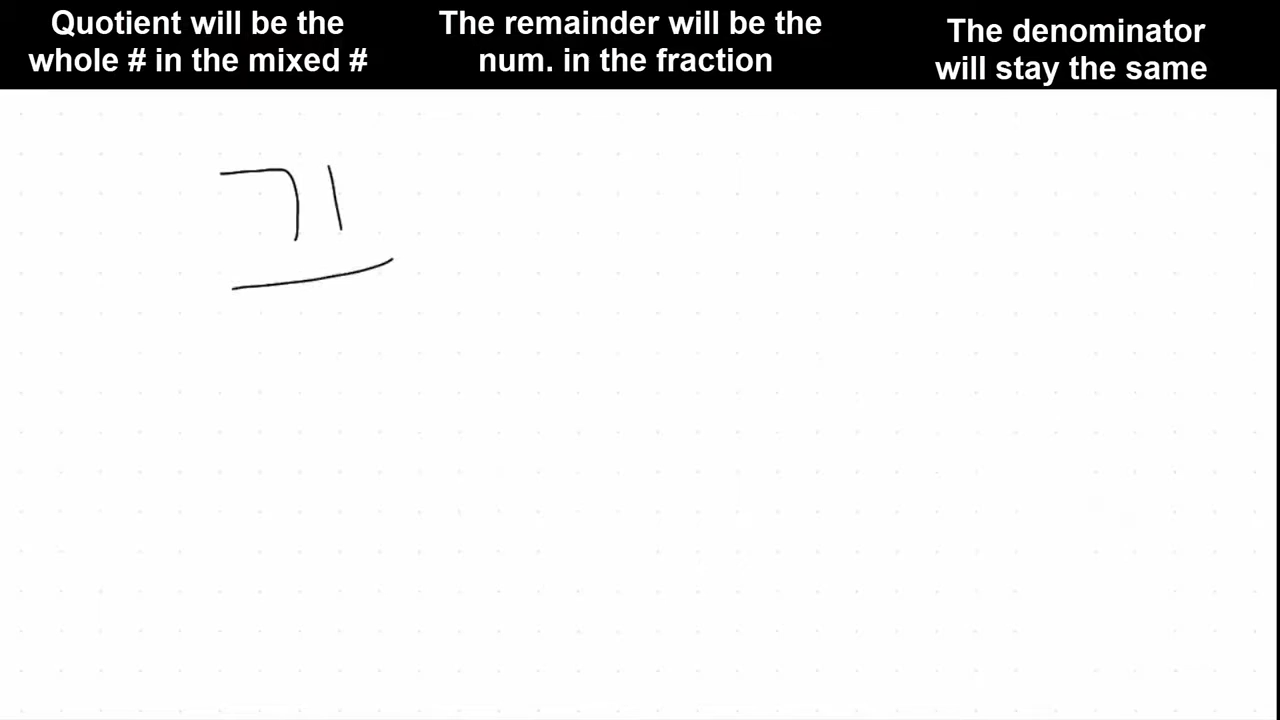 Quotient will be the
whole # in the mixed #
The remainder will be the
num. in the fraction
The denominator
will stay the same
71